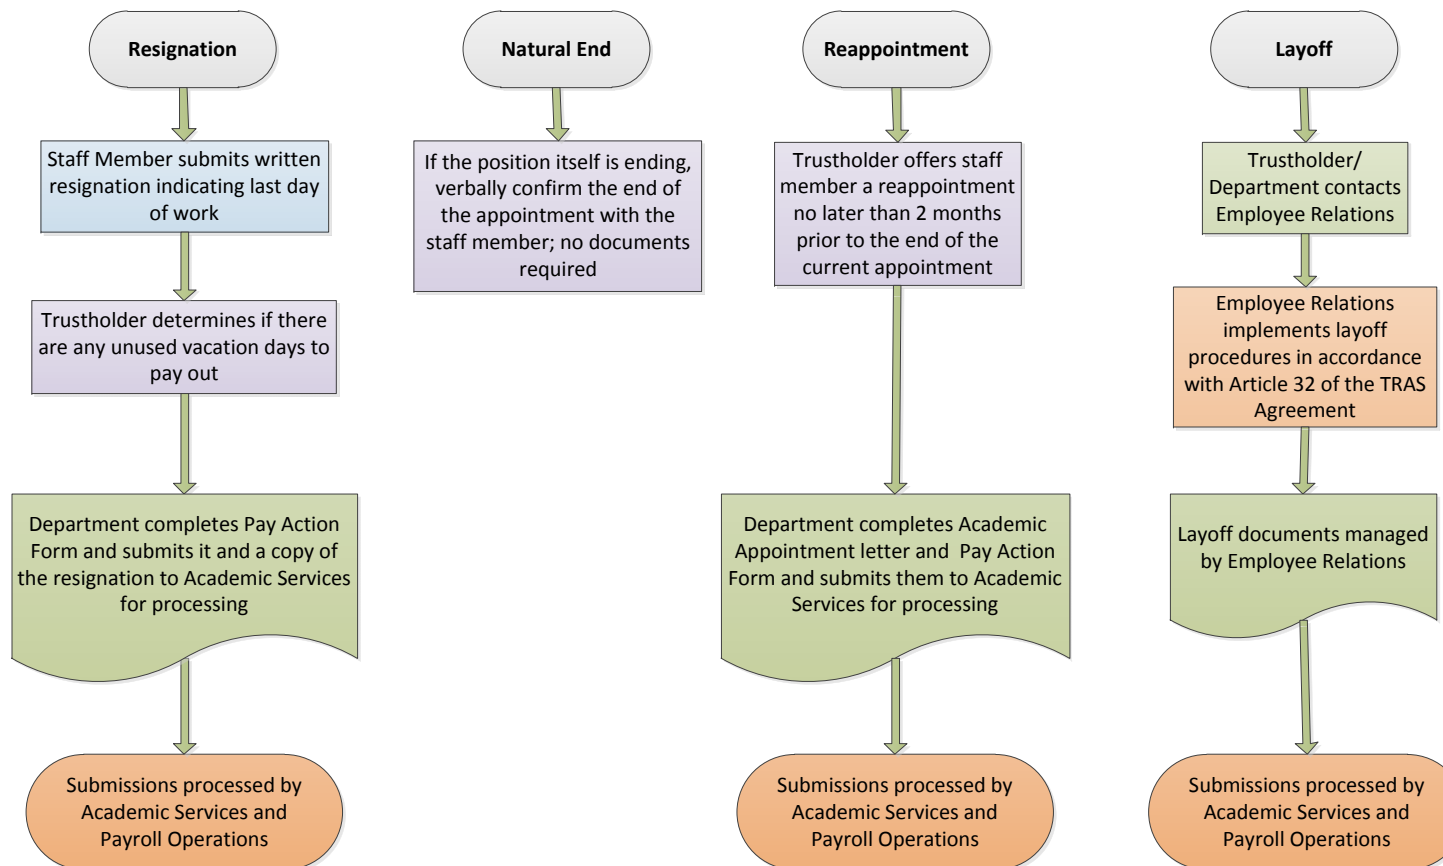 Resignation
Staff Member submits written
resignation indicating last day
of work
Trustholder determines if there
are any unused vacation days to
pay out
Department completes Pay Action
Form and submits it and a copy of
the resignation to Academic Services
for processing
Submissions processed by
Academic Services and
Payroll Operations
Natural End
If the position itself is ending,
verbally confirm the end of
the appointment with the
staff member; no documents
required
Reappointment
Trustholder offers staff
member a reappointment
no later than 2 months
prior to the end of the
current appointment
Department completes Academic
Appointment letter and Pay Action
Form and submits them to Academic
Services for processing
Submissions processed by
Academic Services and
Payroll Operations
Layoff
Trustholder/
Department contacts
Employee Relations
Employee Relations
implements layoff
procedures in accordance
with Article 32 of the TRAS
Agreement
Layoff documents managed
by Employee Relations
Submissions processed by
Academic Services and
Payroll Operations